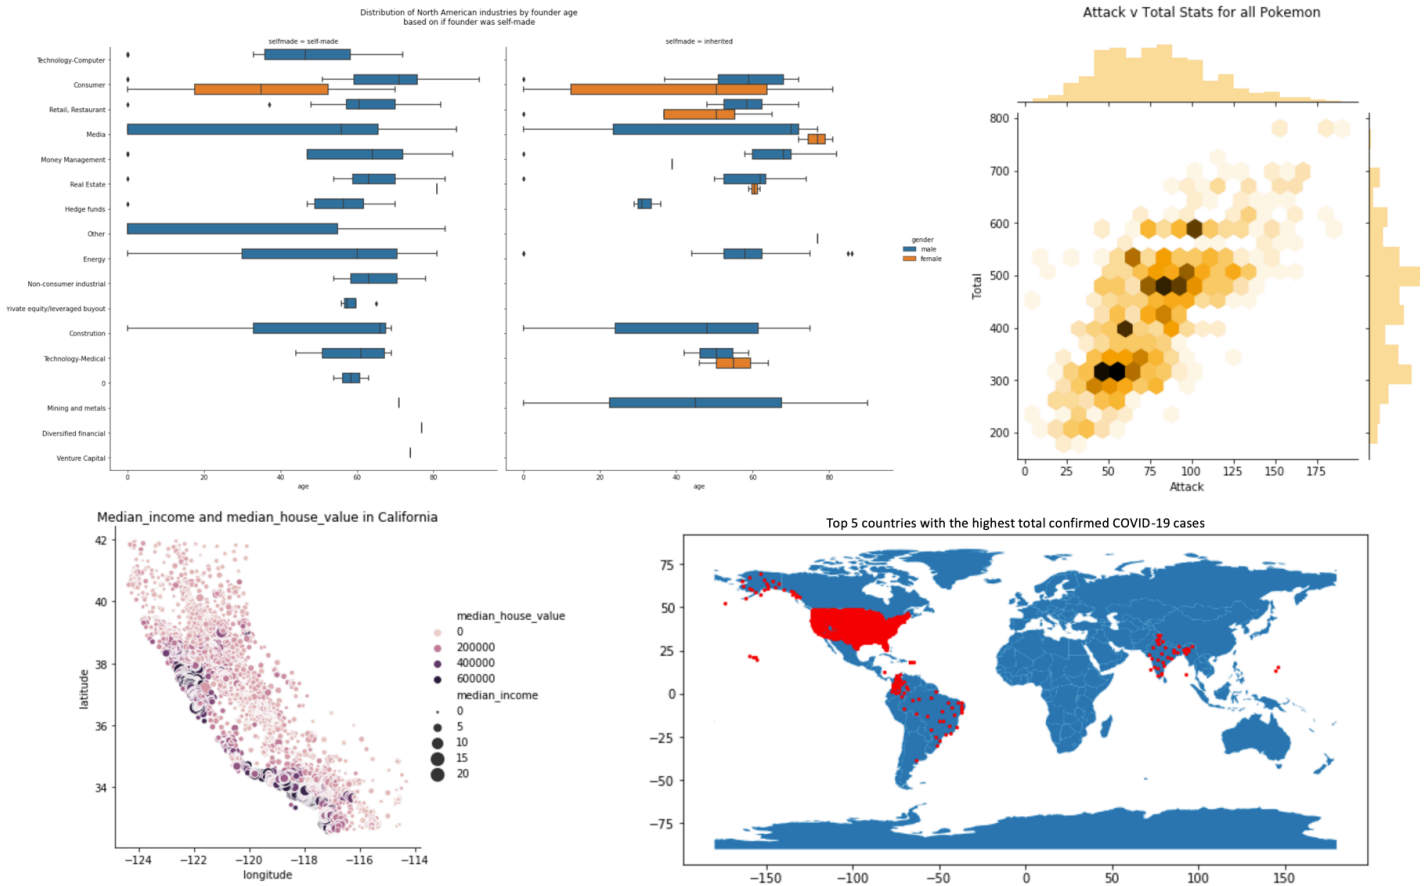 Distribution of North American industries by founder age
based on if founder was self-made
selfmade = self-made
selfmade = inherited
Technology-Computer
Consumer
Retail, Restaurant
Media
Money Management
Real Estate
Hedge funds
Other
Energy
Non-consumer industrial
rivate equity/leveraged buyout
Constrution
Technology-Medical
0
Mining and metals
Diversified financial
Venture Capital
0 20 40 60 80
age
0 20 40 60 80
age
gender
male
female
Attack v Total Stats for all Pokemon
800
700
600
500
400
300
200
Total
0 25 50 75 100 125 150 175
Attack
Median_income and median_house_value in California
42
40
38
36
34
latitude
−124 −122 −120 −118 −116 −114
longitude
median_house_value
0
200000
400000
600000
median_income
0
5
10
15
20
Top 5 countries with the highest total confirmed COVID-19 cases
75
50
25
0
−25
−50
−75
−150 −100 −50 0 50 100 150